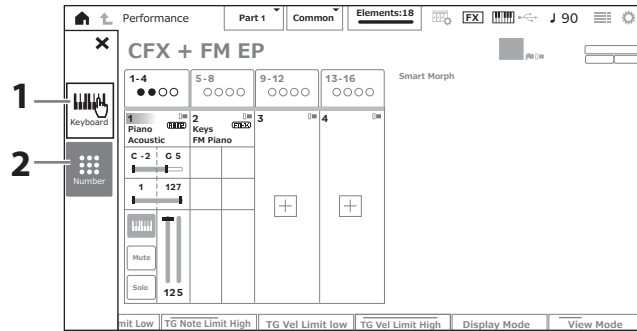 Performance
Part 1
Common
Elements:18
FX
90
CFX + FM EP
1-4
5-8
9-12
13-16
Smart Morph
1
Keyboard
1
Piano
Acoustic
2
Keys
FM Piano
FM-X
3
4
C -2 G 5
2
Number
1 127
Mute
Solo
125
mit Low
TG Note Limit High
TG Vel Limit low
TG Vel Limit High
Display Mode
View Mode